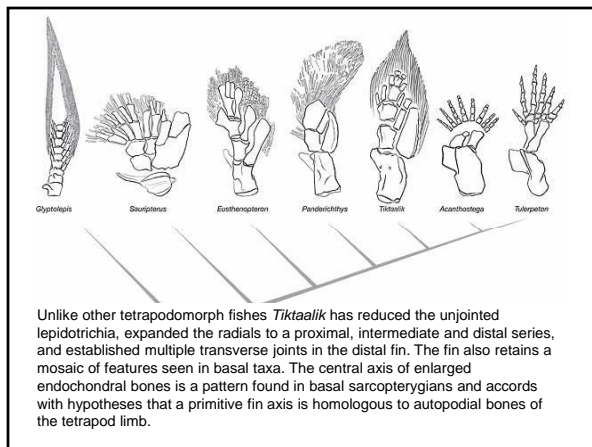 Glyptolepis Sauripterus Eusthenopteron Panderichthys Tiktaalik Acanthostega Tulerpeton
Unlike other tetrapodomorph fishes Tiktaalik has reduced the unjointed
lepidotrichia, expanded the radials to a proximal, intermediate and distal series,
and established multiple transverse joints in the distal fin. The fin also retains a
mosaic of features seen in basal taxa. The central axis of enlarged
endochondral bones is a pattern found in basal sarcopterygians and accords
with hypotheses that a primitive fin axis is homologous to autopodial bones of
the tetrapod limb.